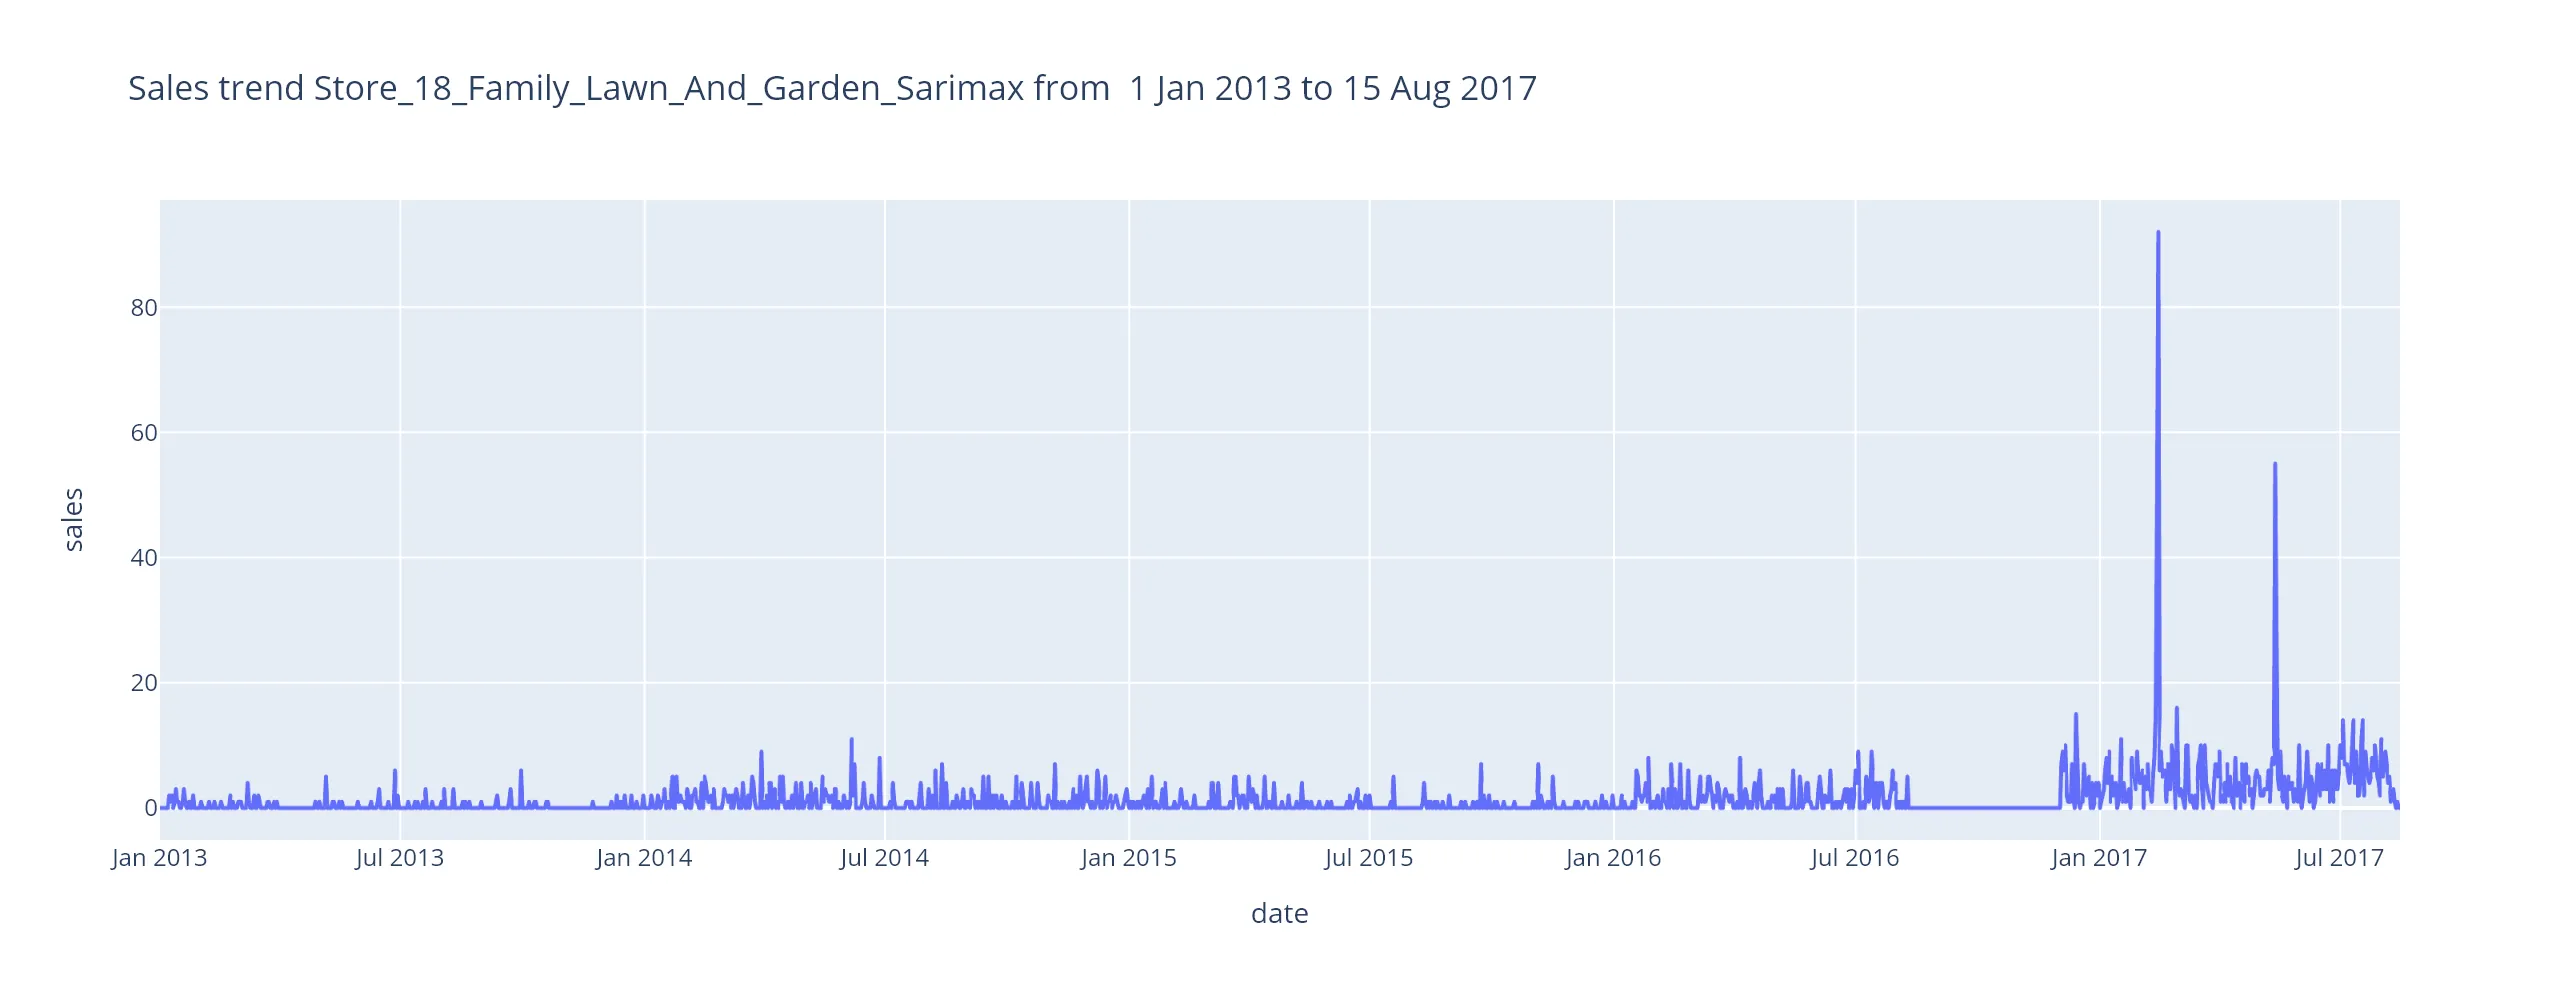 Sales trend Store_18_Family_Lawn_And_Garden_Sarimax from  1 Jan 2013 to 15 Aug 2017
80
60
40
20
0
sales
Jan 2013
Jul 2013
Jan 2014
Jul 2014
Jan 2015
Jul 2015
Jan 2016
Jul 2016
Jan 2017
Jul 2017
date